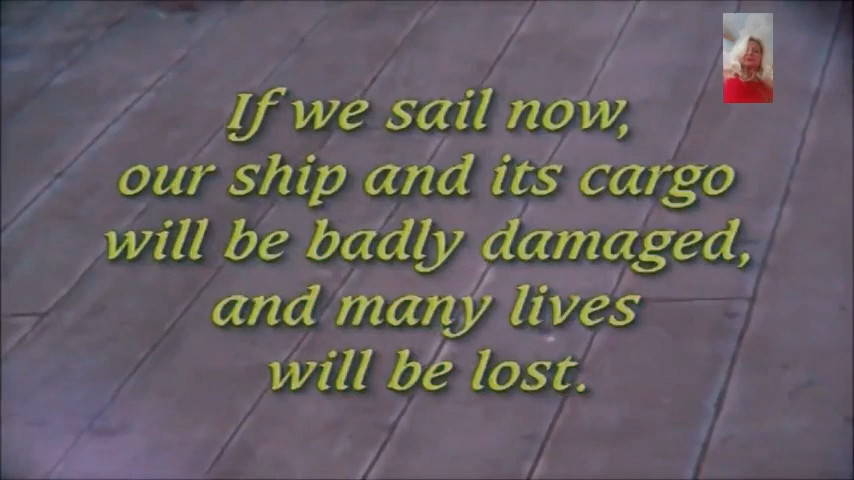 If we sail now,
our ship and its cargo
will be badly damaged,
and many lives
will be lost.